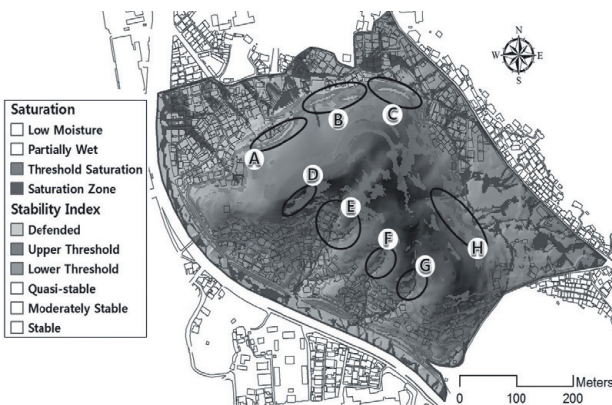 N
W E
S
Saturation
Low Moisture
Partially Wet
Threshold Saturation
Saturation Zone
Stability Index
Defended
Upper Threshold
Lower Threshold
Quasi-stable
Moderately Stable
Stable
A
B
C
D
E
F
G
H
Meters
0 100 200